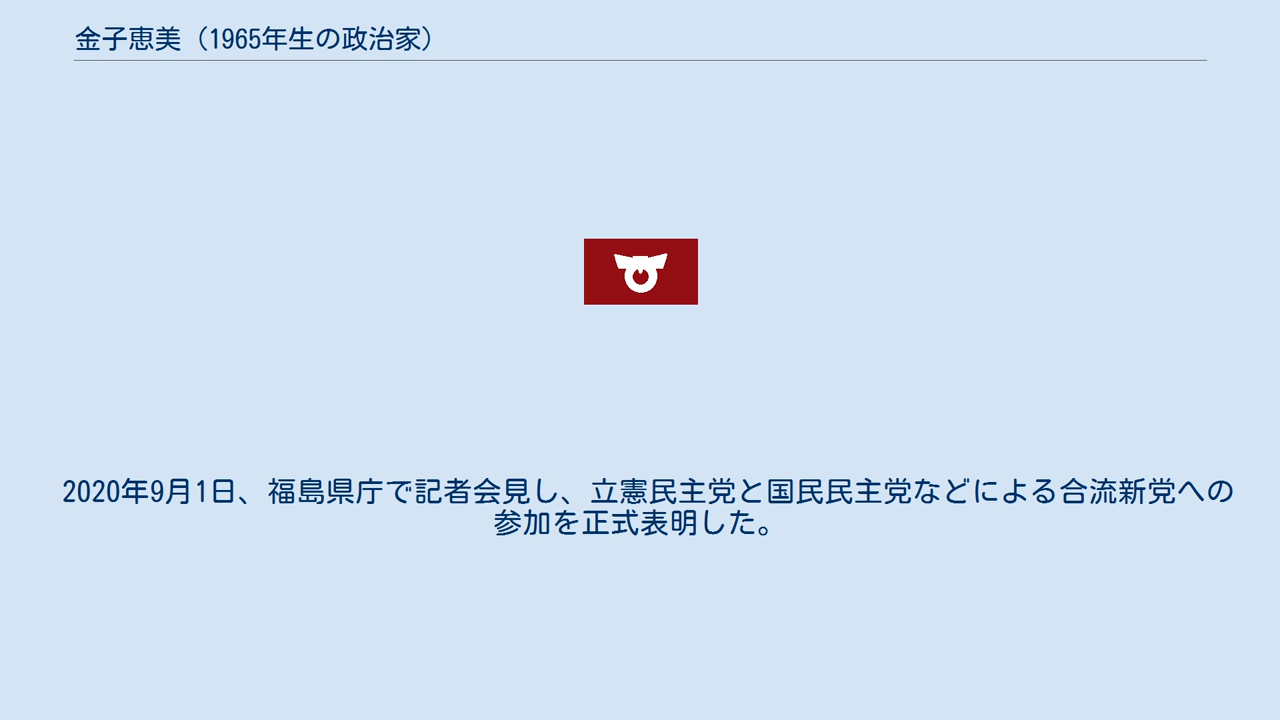 金子恵美（1965年生の政治家）
2020年9月1日、福島県庁で記者会見し、立憲民主党と国民民主党などによる合流新党への
参加を正式表明した。